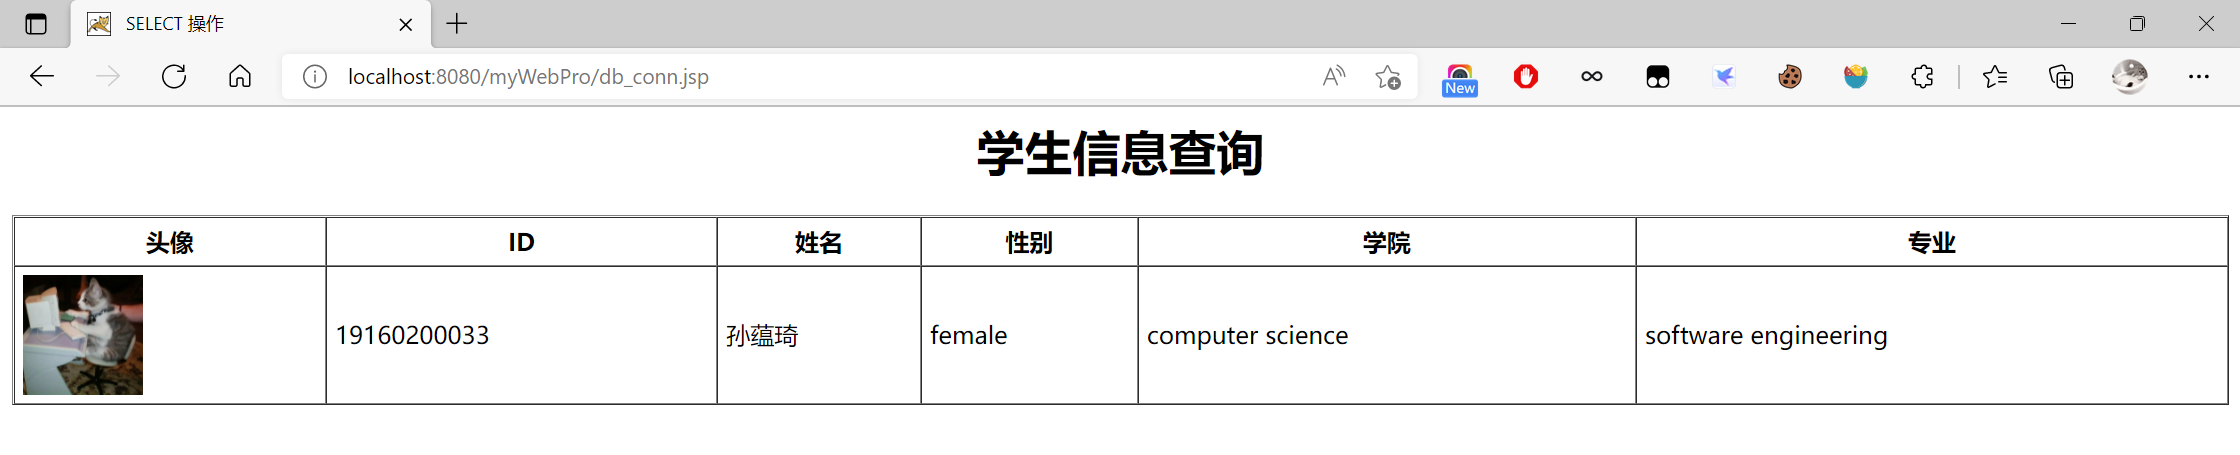 SELECT 操作
localhost:8080/myWebPro/db_conn.jsp
New
学生信息查询
头像 ID 姓名 性别 学院 专业
19160200033 孙蕴琦 female computer science software engineering